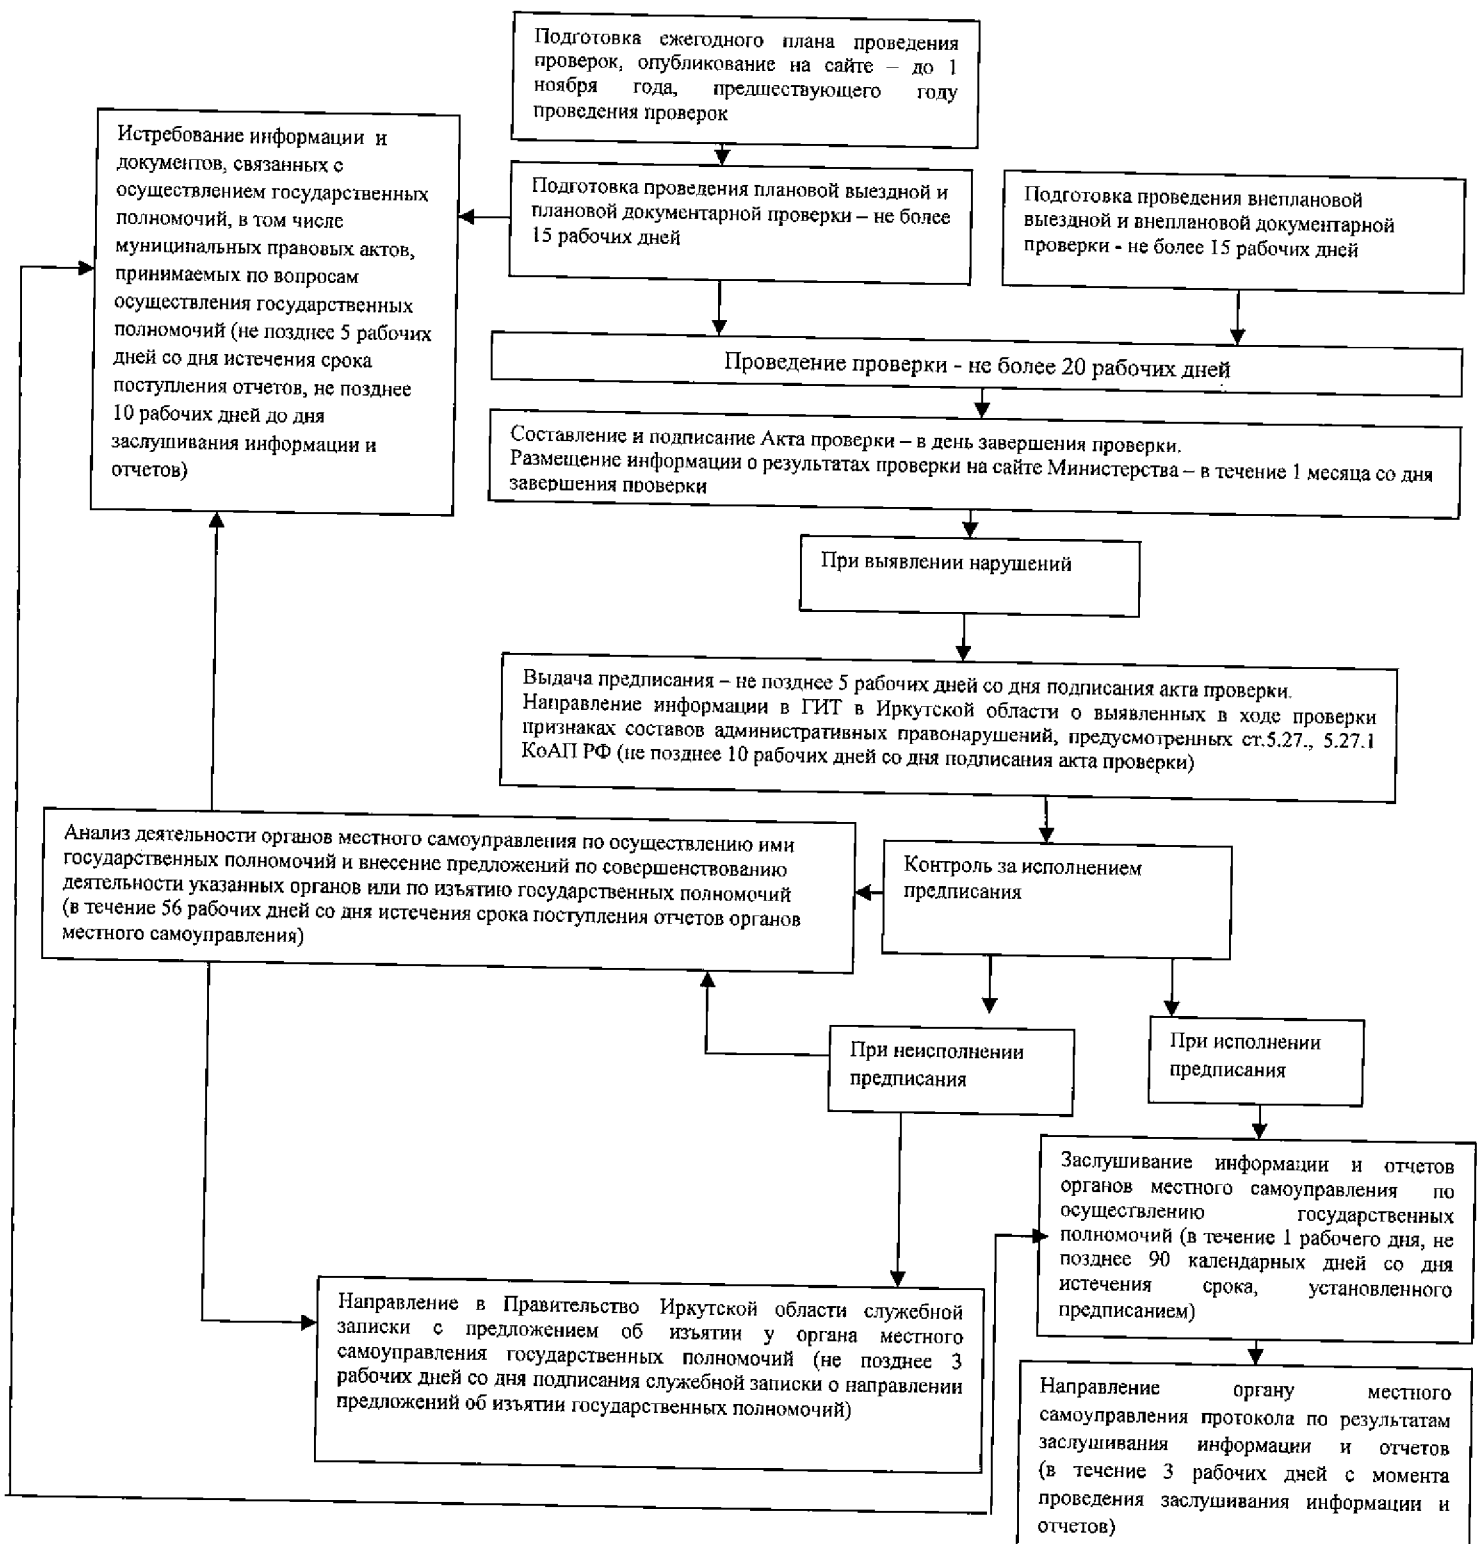 Подготовка ежегодного плана проведения
проверок, опубликование на сайте – до 1
ноября года, предшествующего году
проведения проверок
Истребование информации и
документов, связанных с
осуществлением государственных
полномочий, в том числе
муниципальных правовых актов,
принимаемых по вопросам
осуществления государственных
полномочий (не позднее 5 рабочих
дней со дня истечения срока
поступления отчетов, не позднее
10 рабочих дней до дня
заслушивания информации и
отчетов)
Подготовка проведения плановой выездной и
плановой документарной проверки – не более
15 рабочих дней
Подготовка проведения внеплановой
выездной и внеплановой документарной
проверки - не более 15 рабочих дней
Проведение проверки - не более 20 рабочих дней
Составление и подписание Акта проверки – в день завершения проверки.
Размещение информации о результатах проверки на сайте Министерства – в течение 1 месяца со дня
завершения проверки
При выявлении нарушений
Выдача предписания – не позднее 5 рабочих дней со дня подписания акта проверки.
Направление информации в ГИТ в Иркутской области о выявленных в ходе проверки
признаках составов административных правонарушений, предусмотренных ст.5.27., 5.27.1
КоАП РФ (не позднее 10 рабочих дней со дня подписания акта проверки)
Анализ деятельности органов местного самоуправления по осуществлению ими
государственных полномочий и внесение предложений по совершенствованию
деятельности указанных органов или по изъятию государственных полномочий
(в течение 56 рабочих дней со дня истечения срока поступления отчетов органов
местного самоуправления)
Контроль за исполнением
предписания
При неисполнении
предписания
При исполнении
предписания
Заслушивание информации и отчетов
органов местного самоуправления по
осуществлению государственных
полномочий (в течение 1 рабочего дня, не
позднее 90 календарных дней со дня
истечения срока, установленного
предписанием)
Направление в Правительство Иркутской области служебной
записки с предложением об изъятии у органа местного
самоуправления государственных полномочий (не позднее 3
рабочих дней со дня подписания служебной записки о направлении
предложений об изъятии государственных полномочий)
Направление органу местного
самоуправления протокола по результатам
заслушивания информации и отчетов
(в течение 3 рабочих дней с момента
проведения заслушивания информации и
отчетов)